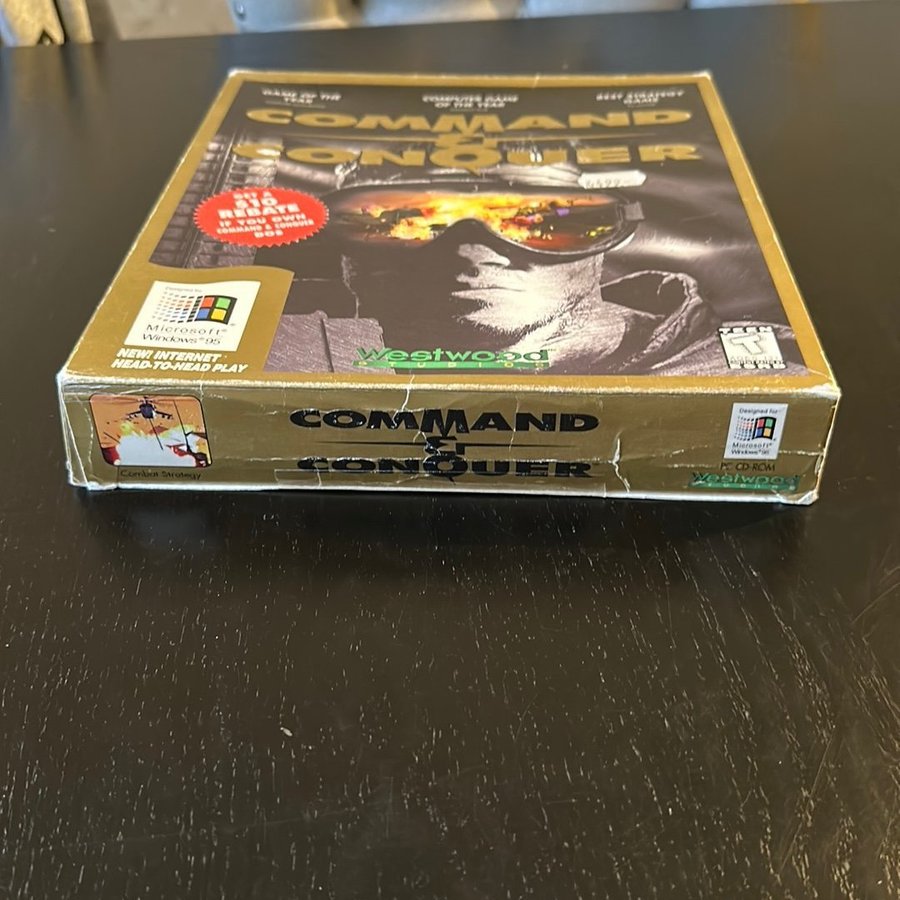 GAME OF THE
YEAR
COMPUTER GAME
OF THE YEAR
BEST STRATEGY
GAME
COMMAND
&
CONQUER
GET A
$10
REBATE
IF YOU OWN
COMMAND & CONQUER
DOS
Designed for
Microsoft®
Windows®95
NEW! INTERNET
HEAD-TO-HEAD PLAY
Westwood
STUDIOS
TEEN
T
COMMAND
&
CONQUER
Combat Strategy
Designed for
Microsoft®
Windows®95
PC CD-ROM
Westwood
STUDIOS